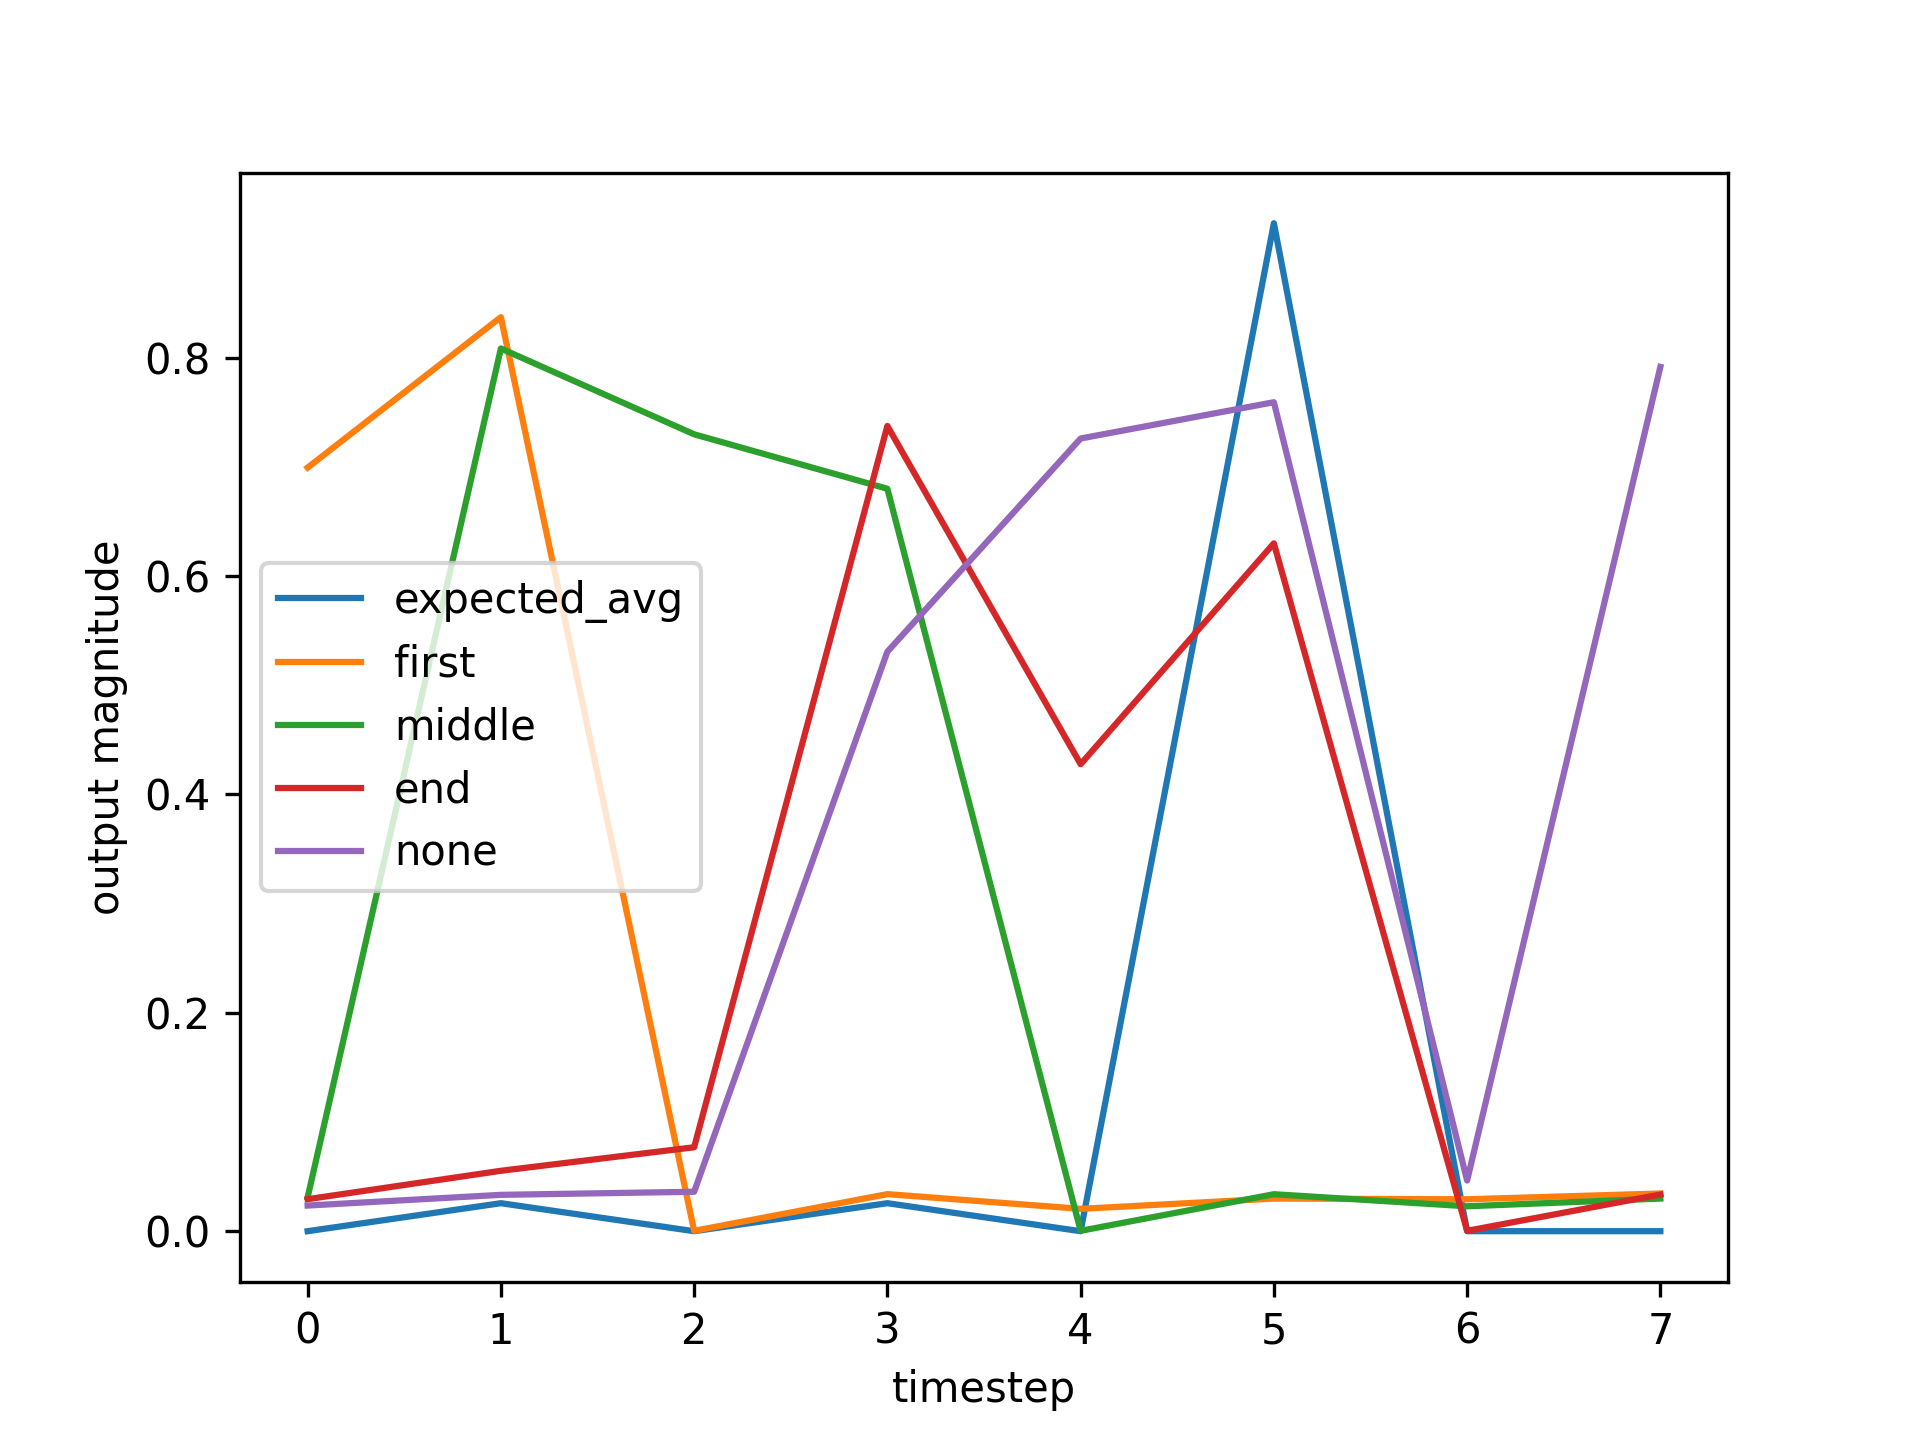 0.8
0.6
0.4
0.2
0.0
output magnitude
expected_avg
first
middle
end
none
0 1 2 3 4 5 6 7
timestep